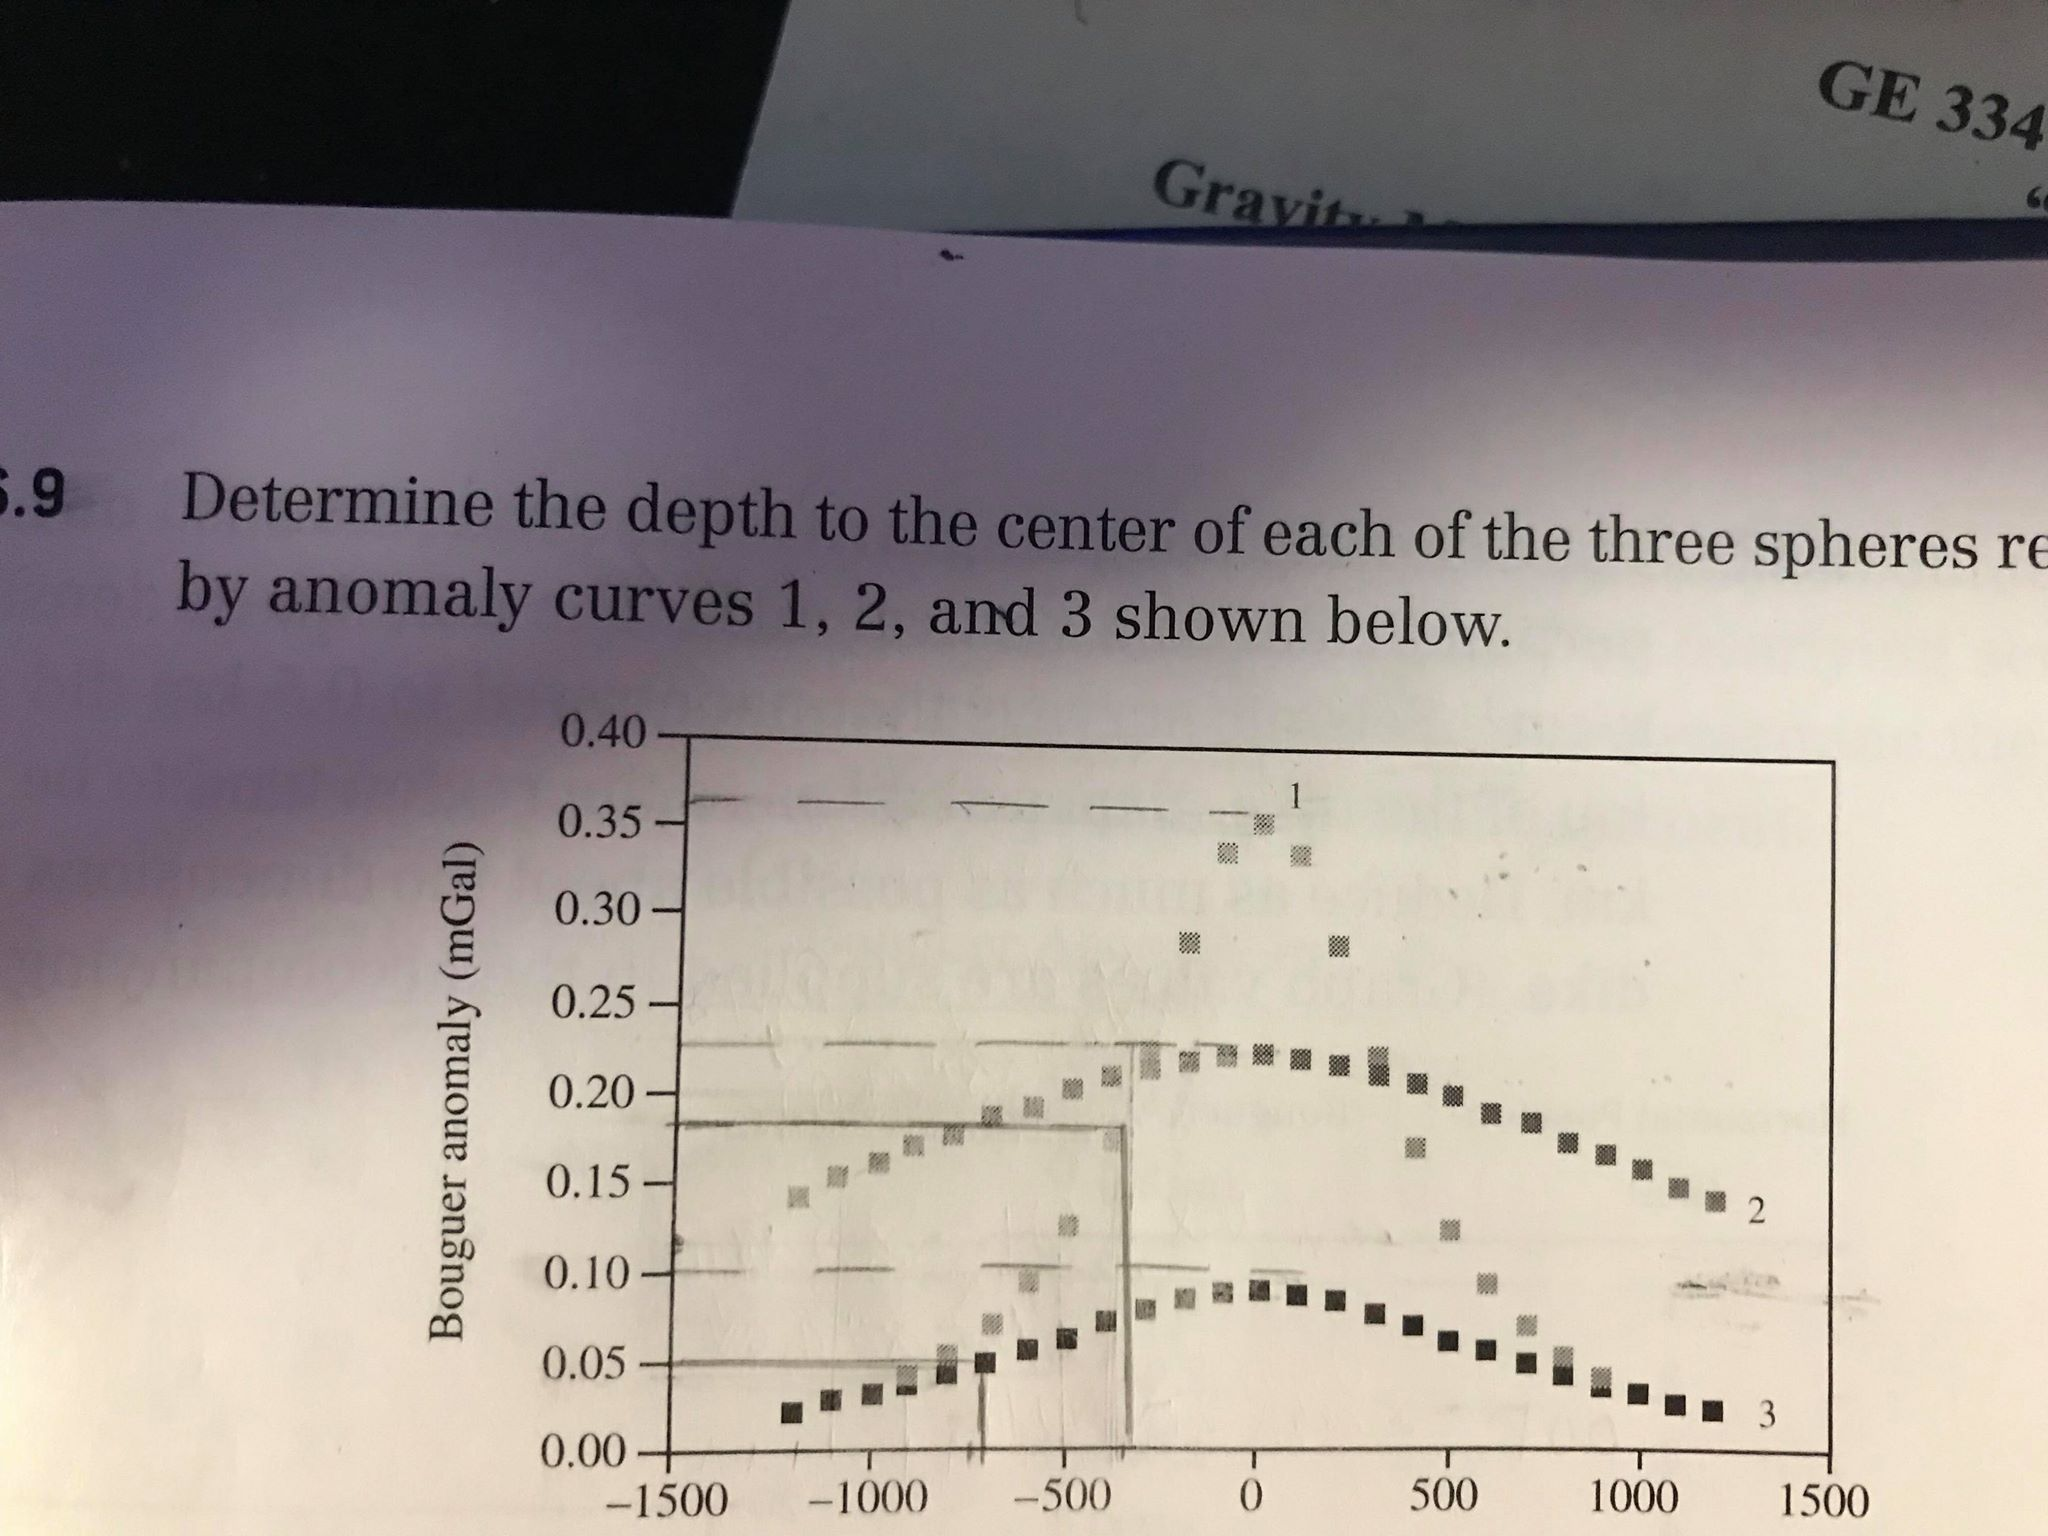 GE 334
Gravity
.9 Determine the depth to the center of each of the three spheres
by anomaly curves 1, 2, and 3 shown below.
0.40
0.35
0.30
0.25
0.20
0.15
0.10
0.05
0.00
Bouguer anomaly (mGal)
1
2
3
-1500 -1000 -500 0 500 1000 1500